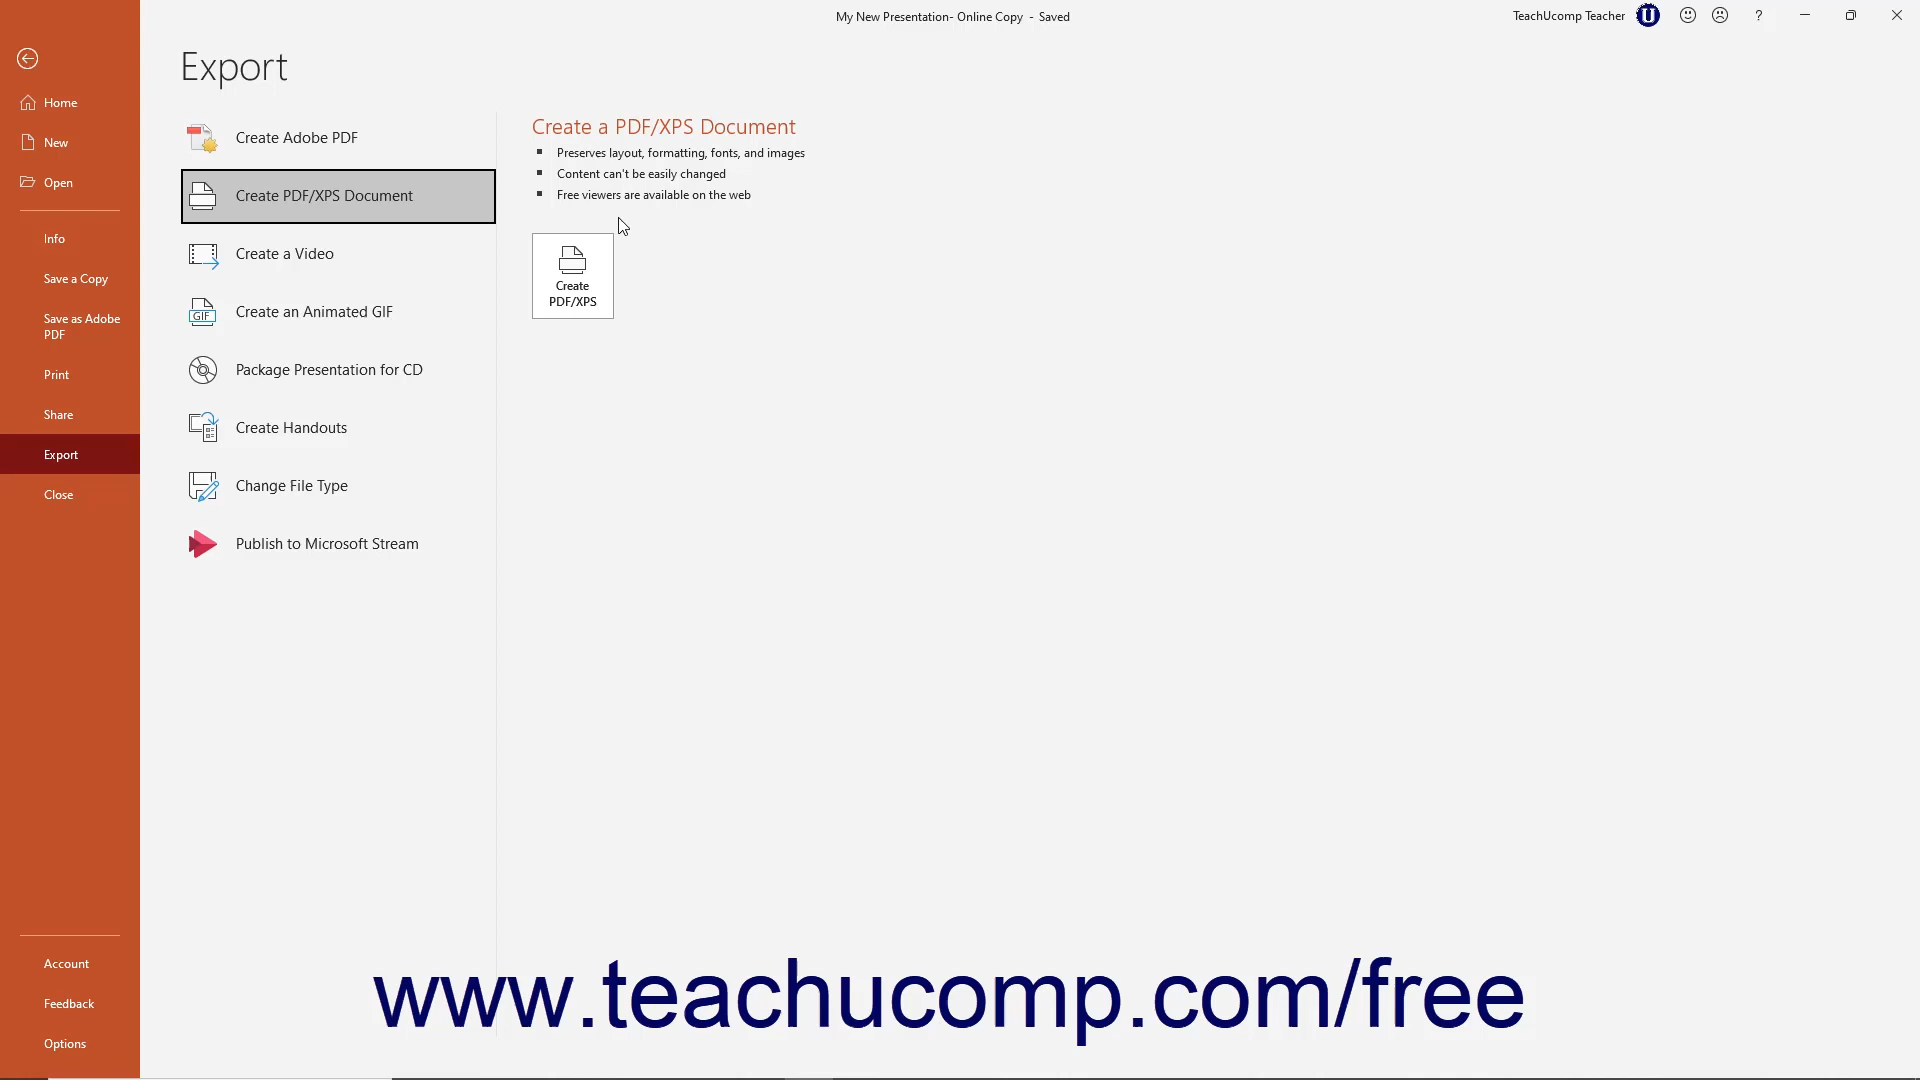 My New Presentation- Online Copy - Saved
TeachUcomp Teacher
U
?
Home
New
Open
Info
Save a Copy
Save as Adobe
PDF
Print
Share
Export
Close
Account
Feedback
Options
Export
Create Adobe PDF
Create PDF/XPS Document
Create a Video
GIF
Create an Animated GIF
Package Presentation for CD
Create Handouts
Change File Type
Publish to Microsoft Stream
Create a PDF/XPS Document
Preserves layout, formatting, fonts, and images
Content can't be easily changed
Free viewers are available on the web
Create
PDF/XPS
www.teachucomp.com/free